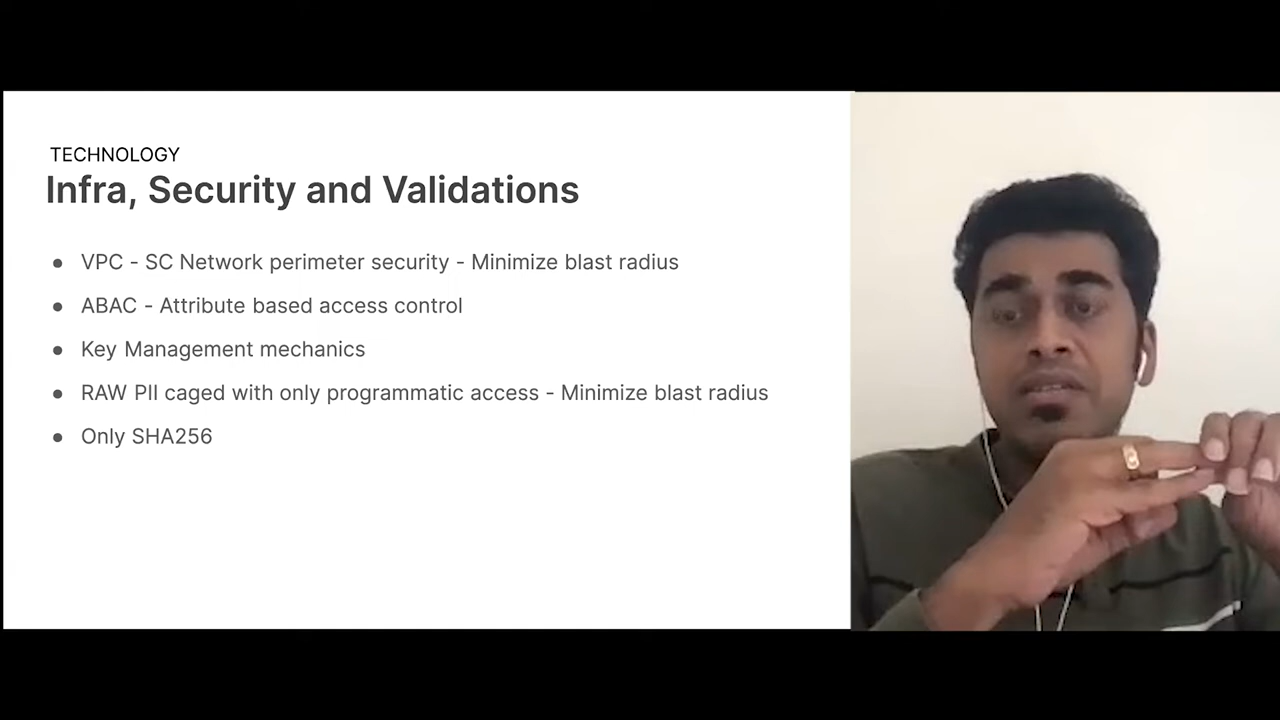 TECHNOLOGY
Infra, Security and Validations
● VPC - SC Network perimeter security - Minimize blast radius
● ABAC - Attribute based access control
● Key Management mechanics
● RAW PII caged with only programmatic access - Minimize blast radius
● Only SHA256